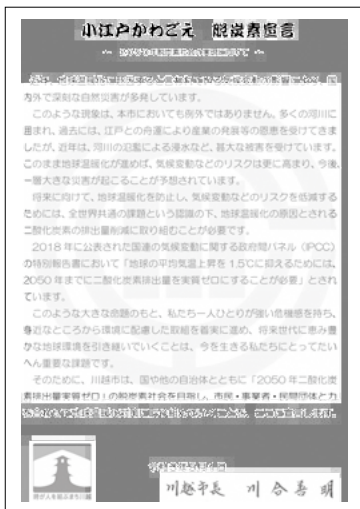 小江戸かわごえ 脱炭素宣言
内外で深刻な自然災害が多発しています。
このような現象は、本市においても例外ではありません。多くの河川に
囲まれ、過去には、江戸との舟運により産業の発展等の恩恵を受けてきま
したが、近年は、河川の氾濫による浸水など、甚大な被害を受けています。
このまま地球温暖化が進めば、気候変動などのリスクは更に高まり、今後、
一層大きな災害が起こることが予想されています。
将来に向けて、地球温暖化を防止し、気候変動などのリスクを低減する
ためには、全世界共通の課題という認識の下、地球温暖化の原因とされる
二酸化炭素の排出量削減に取り組むことが必要です。
2018年に公表された国連の気候変動に関する政府間パネル（IPCC）
の特別報告書において「地球の平均気温上昇を1.5℃に抑えるためには、
2050年までに二酸化炭素排出量を実質ゼロにすることが必要」とされ
ています。
このような大きな命題のもと、私たち一人ひとりが強い危機感を持ち、
身近なところから環境に配慮した取組を着実に進め、将来世代に恵み豊
かな地球環境を引き継いでいくことは、今を生きる私たちにとってたい
へん重要な課題です。
そのために、川越市は、国や他の自治体とともに「2050年二酸化炭
素排出量実質ゼロ」の脱炭素社会を目指し、市民・事業者・民間団体と力
川越市長 川合善明